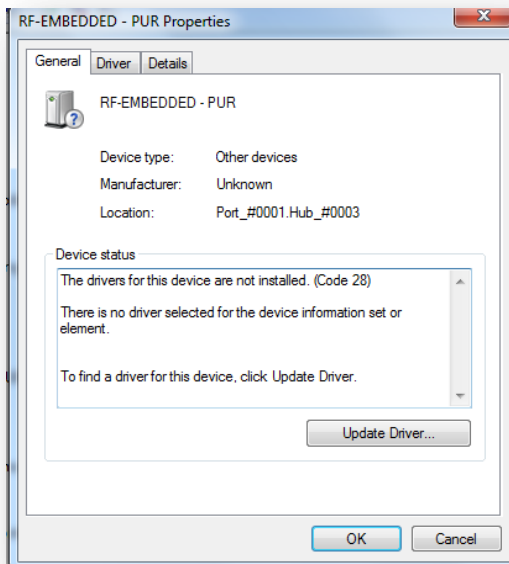 RF-EMBEDDED - PUR Properties
General Driver Details
RF-EMBEDDED - PUR
Device type: Other devices
Manufacturer: Unknown
Location: Port_#0001.Hub_#0003
Device status
The drivers for this device are not installed. (Code 28)
There is no driver selected for the device information set or
element.
To find a driver for this device, click Update Driver.
Update Driver...
OK Cancel